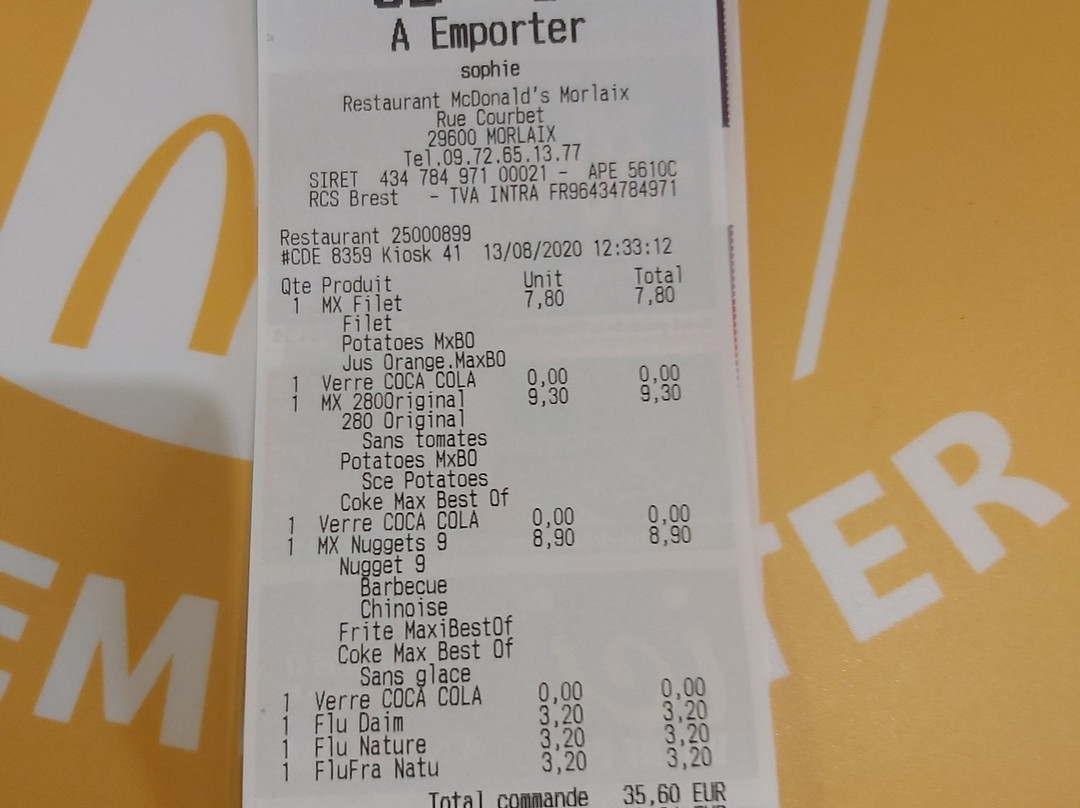 A Emporter
sophie
Restaurant McDonald's Morlaix
Rue Courbet
29600 MORLAIX
Tel.09.72.65.13.77
SIRET 434 784 971 00021 - APE 5610C
RCS Brest - TVA INTRA FR96434784971
Restaurant 25000899
#CDE 8359 Kiosk 41 13/08/2020 12:33:12
Qte Produit Unit Total
1 MX Filet 7,80 7,80
Filet
Potatoes MxBO
Jus Orange.MaxBO
1 Verre COCA COLA 0,00 0,00
1 MX 280Original 9,30 9,30
280 Original
Sans tomates
Potatoes MxBO
Sce Potatoes
Coke Max Best Of
1 Verre COCA COLA 0,00 0,00
1 MX Nuggets 9 8,90 8,90
Nugget 9
Barbecue
Chinoise
Frite MaxiBestOf
Coke Max Best Of
Sans glace
1 Verre COCA COLA 0,00 0,00
1 Flu Daim 3,20 3,20
1 Flu Nature 3,20 3,20
1 FluFra Natu 3,20 3,20
Total commande 35,60 EUR
EM
TER